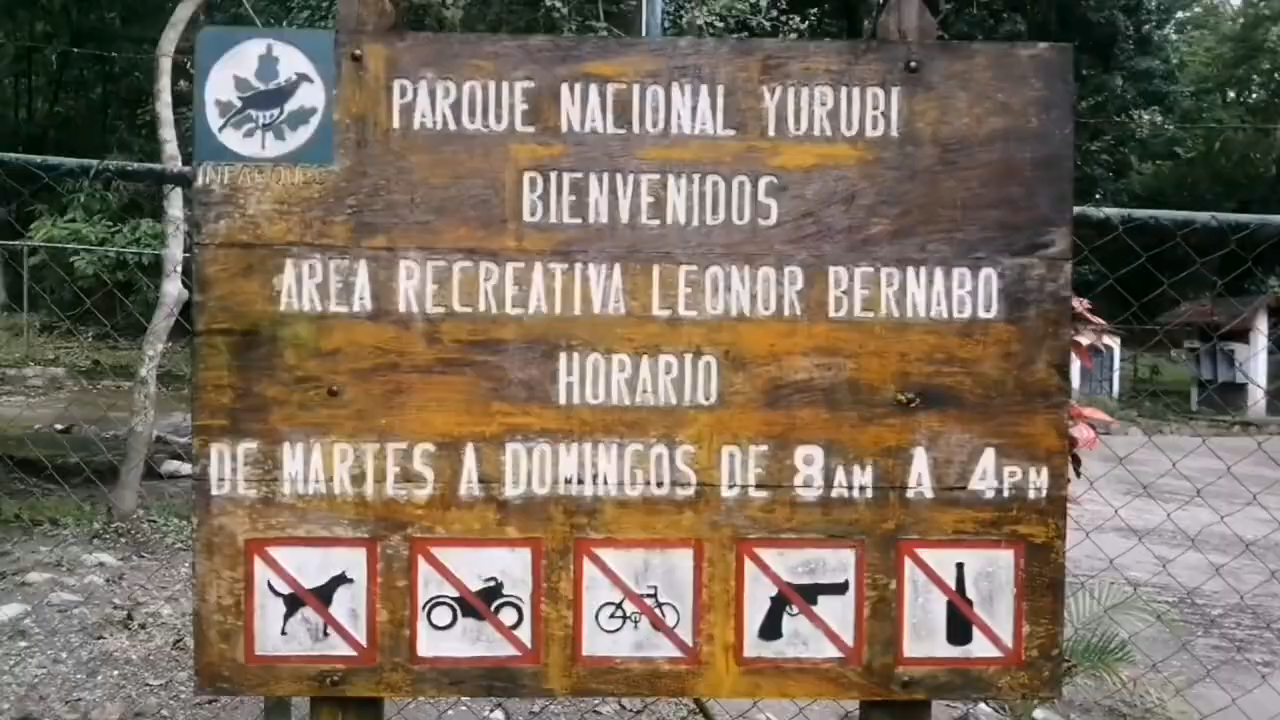 PARQUE NACIONAL YURUBI
INPARQUES
BIENVENIDOS
AREA RECREATIVA LEONOR BERNABO
HORARIO
DE MARTES A DOMINGOS DE 8AM A 4PM